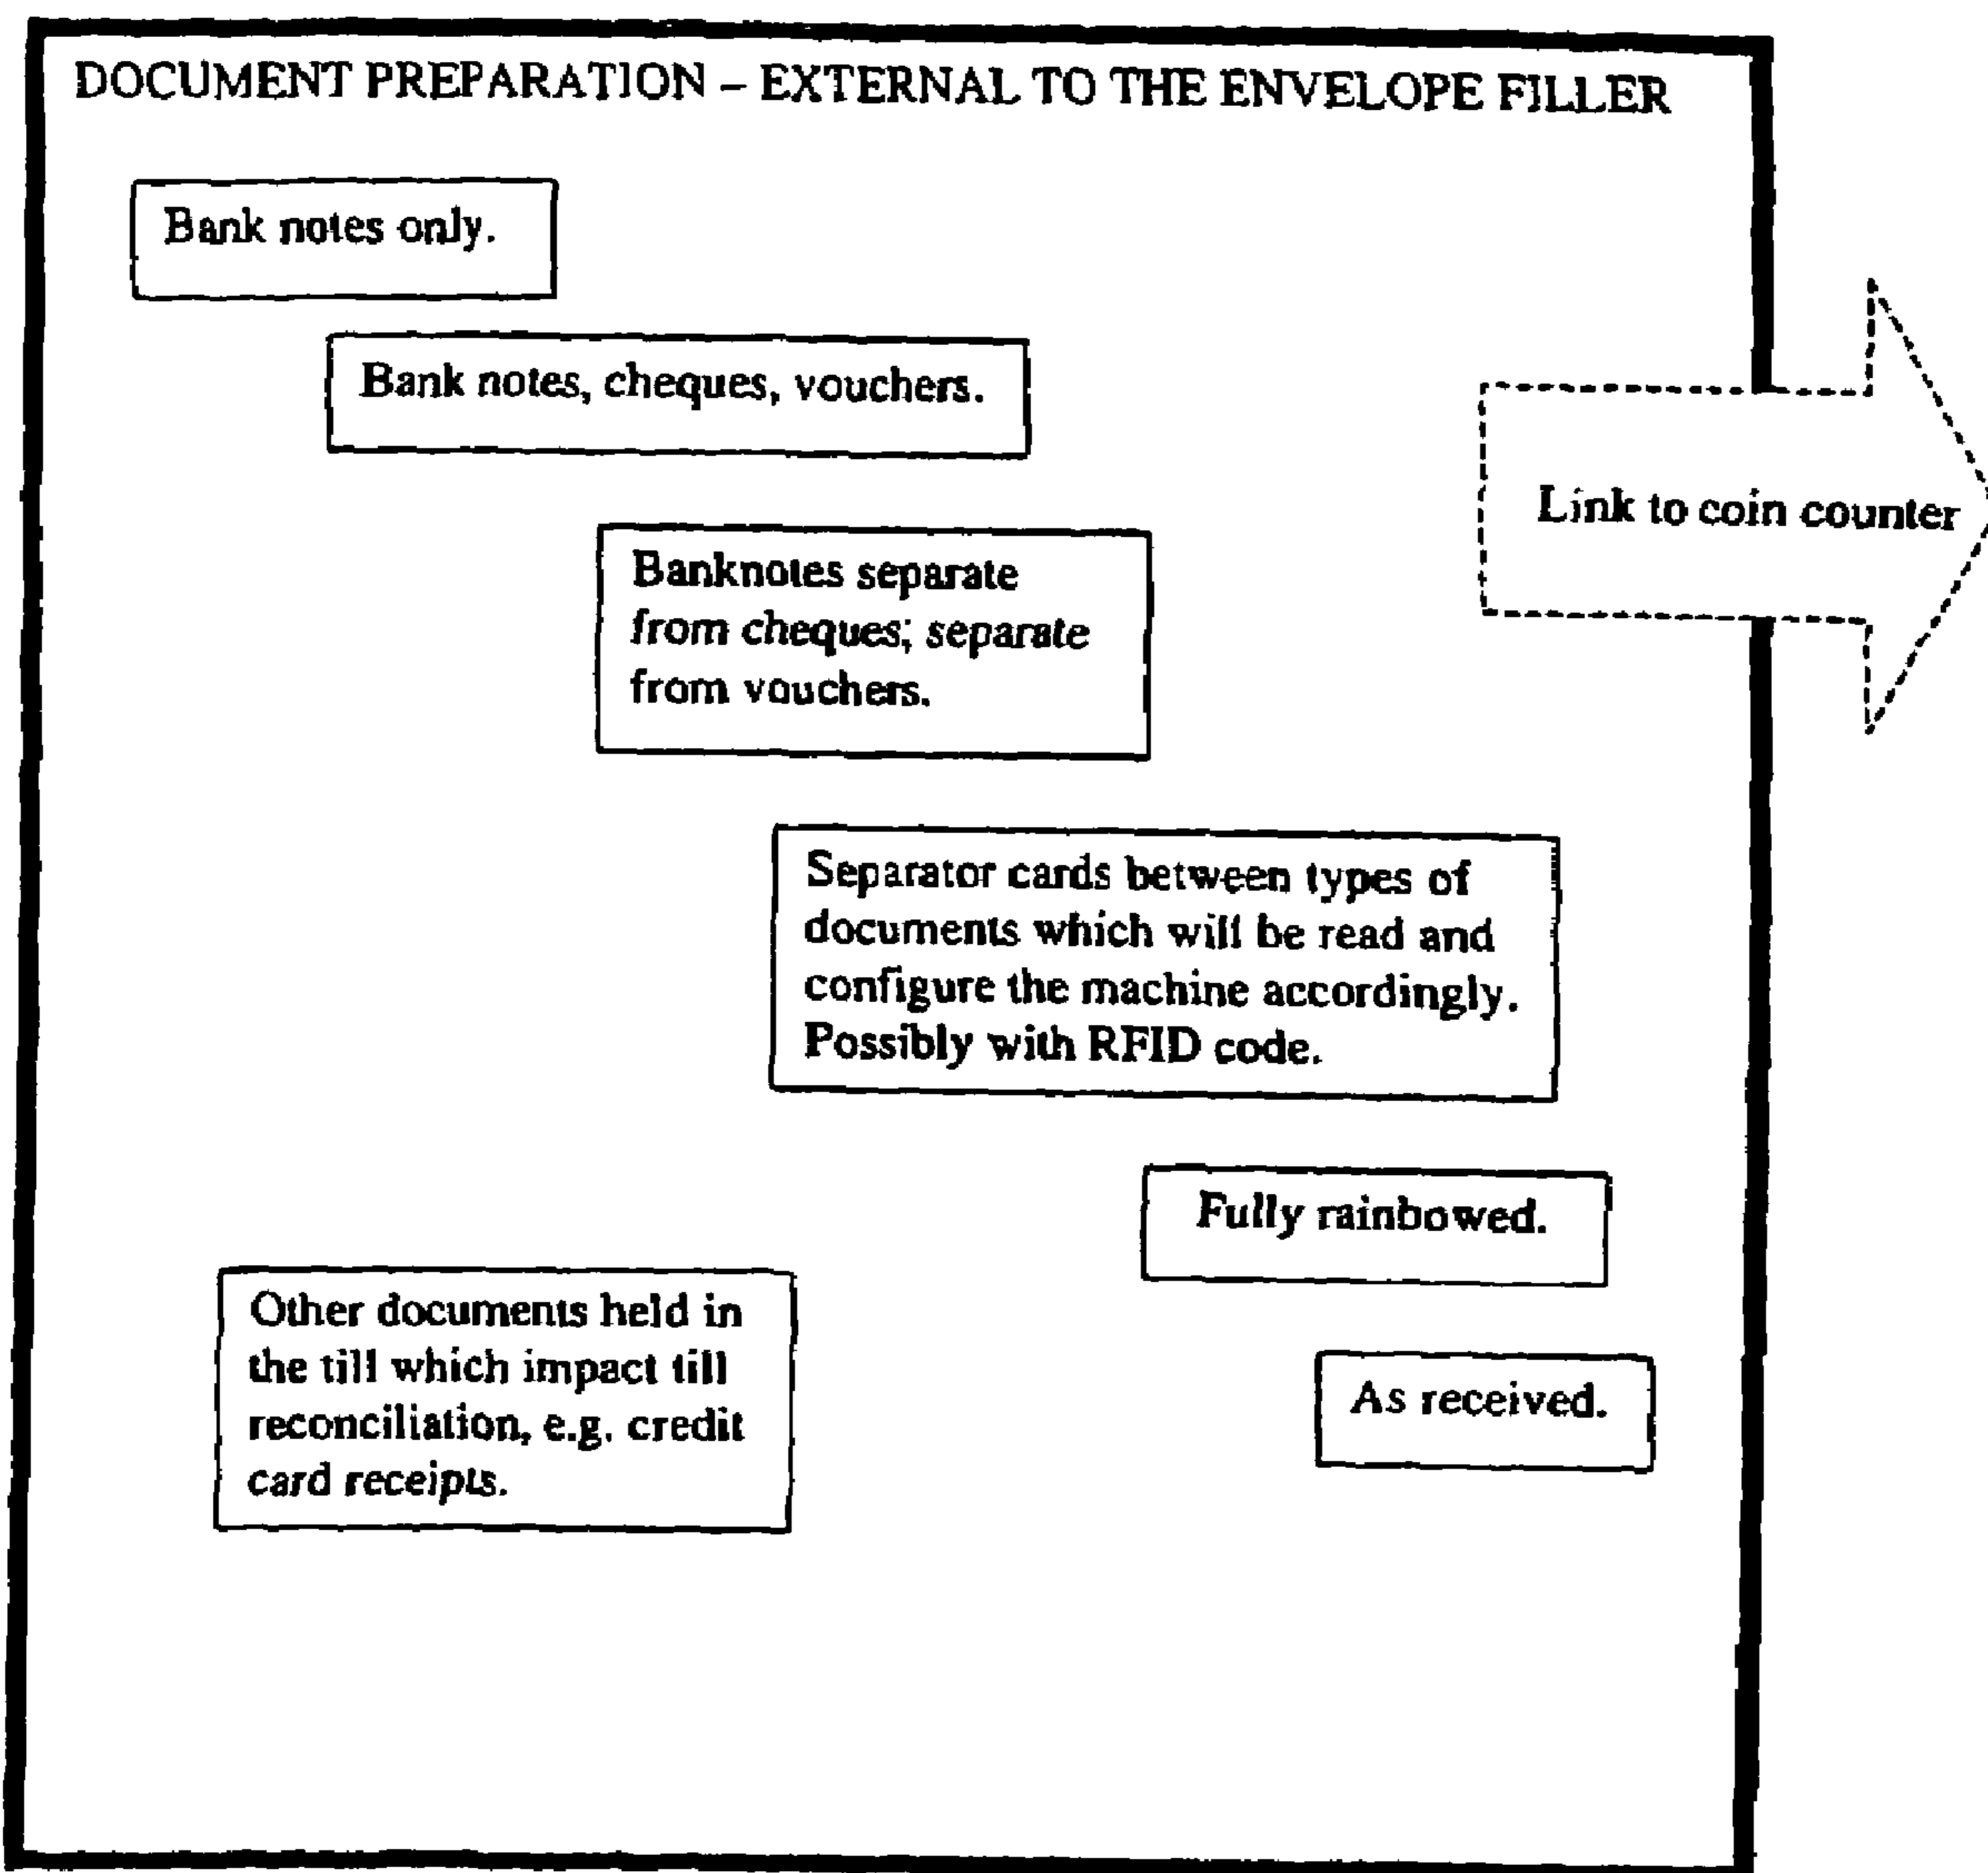 DOCUMENT PREPARATION – EXTERNAL TO THE ENVELOPE FILLER
Bank notes only.
Bank notes, cheques, vouchers.
Link to coin counter
Banknotes separate
from cheques; separate
from vouchers.
Separator cards between types of
documents which will be read and
configure the machine accordingly.
Possibly with RFID code.
Fully rainbowed.
Other documents held in
the till which impact till
reconciliation, e.g. credit
card receipts.
As received.